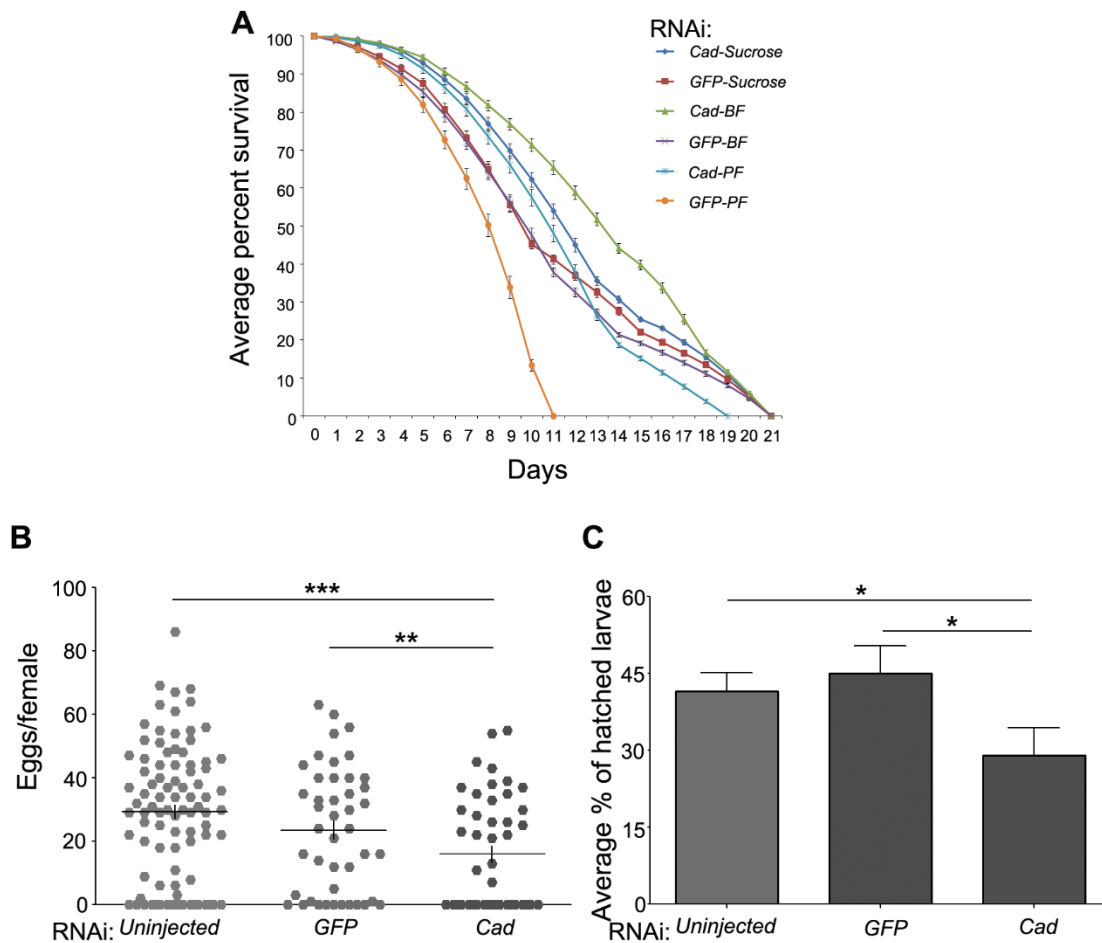 A
RNAi:
Cad-Sucrose
GFP-Sucrose
Cad-BF
GFP-BF
Cad-PF
GFP-PF
Average percent survival
100
90
80
70
60
50
40
30
20
10
0
0 1 2 3 4 5 6 7 8 9 10 11 12 13 14 15 16 17 18 19 20 21
Days
B
Eggs/female
100
80
60
40
20
0
***
**
RNAi: Uninjected GFP Cad
C
Average % of hatched larvae
60
45
30
15
0
*
*
RNAi: Uninjected GFP Cad